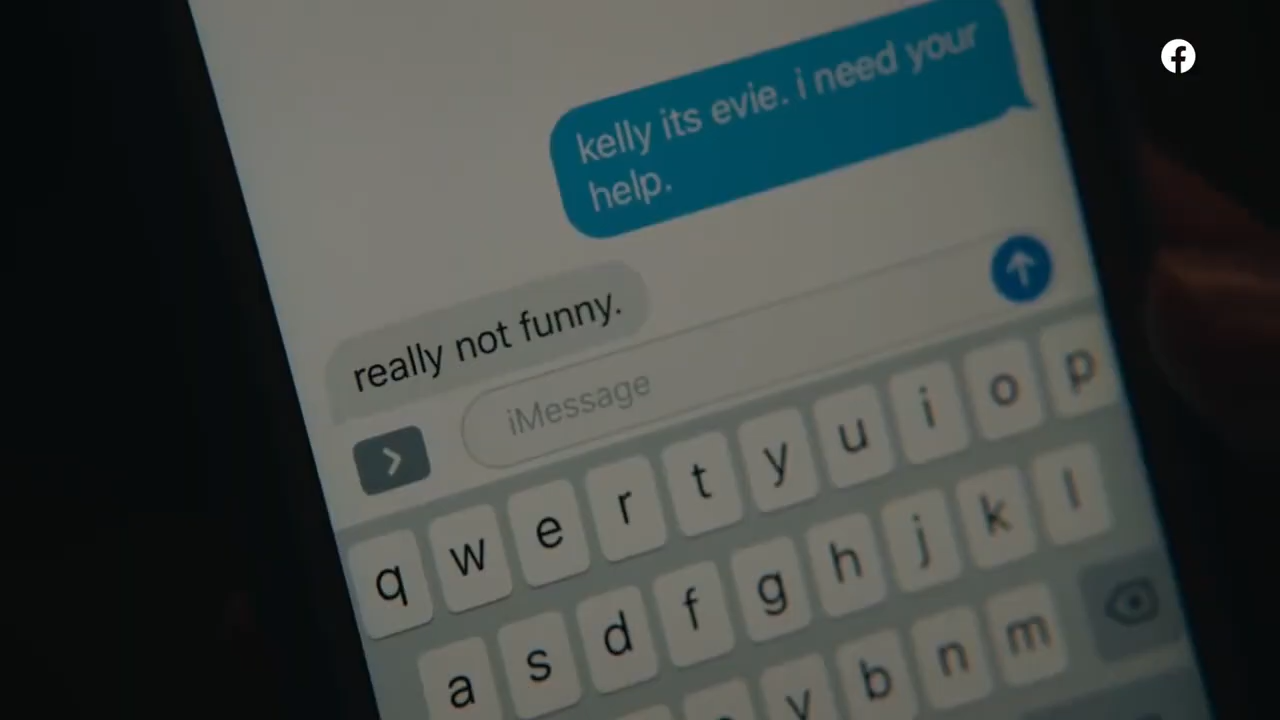 kelly its evie. i need your
help.
really not funny.
iMessage
q w e r t y u i o p
a s d f g h j k l
v b n m